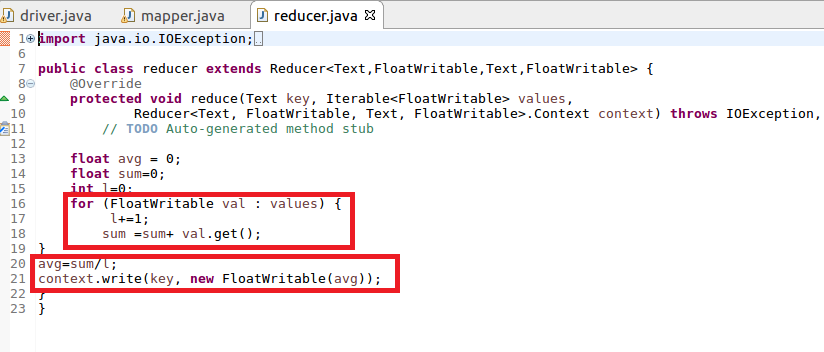 driver.java mapper.java reducer.java
1 import java.io.IOException;
6
7 public class reducer extends Reducer<Text,FloatWritable,Text,FloatWritable> {
8 @Override
9 protected void reduce(Text key, Iterable<FloatWritable> values,
10 Reducer<Text, FloatWritable, Text, FloatWritable>.Context context) throws IOException,
11 // TODO Auto-generated method stub
12
13 float avg = 0;
14 float sum=0;
15 int l=0;
16 for (FloatWritable val : values) {
17 l+=1;
18 sum =sum+ val.get();
19 }
20 avg=sum/l;
21 context.write(key, new FloatWritable(avg));
22 }
23 }